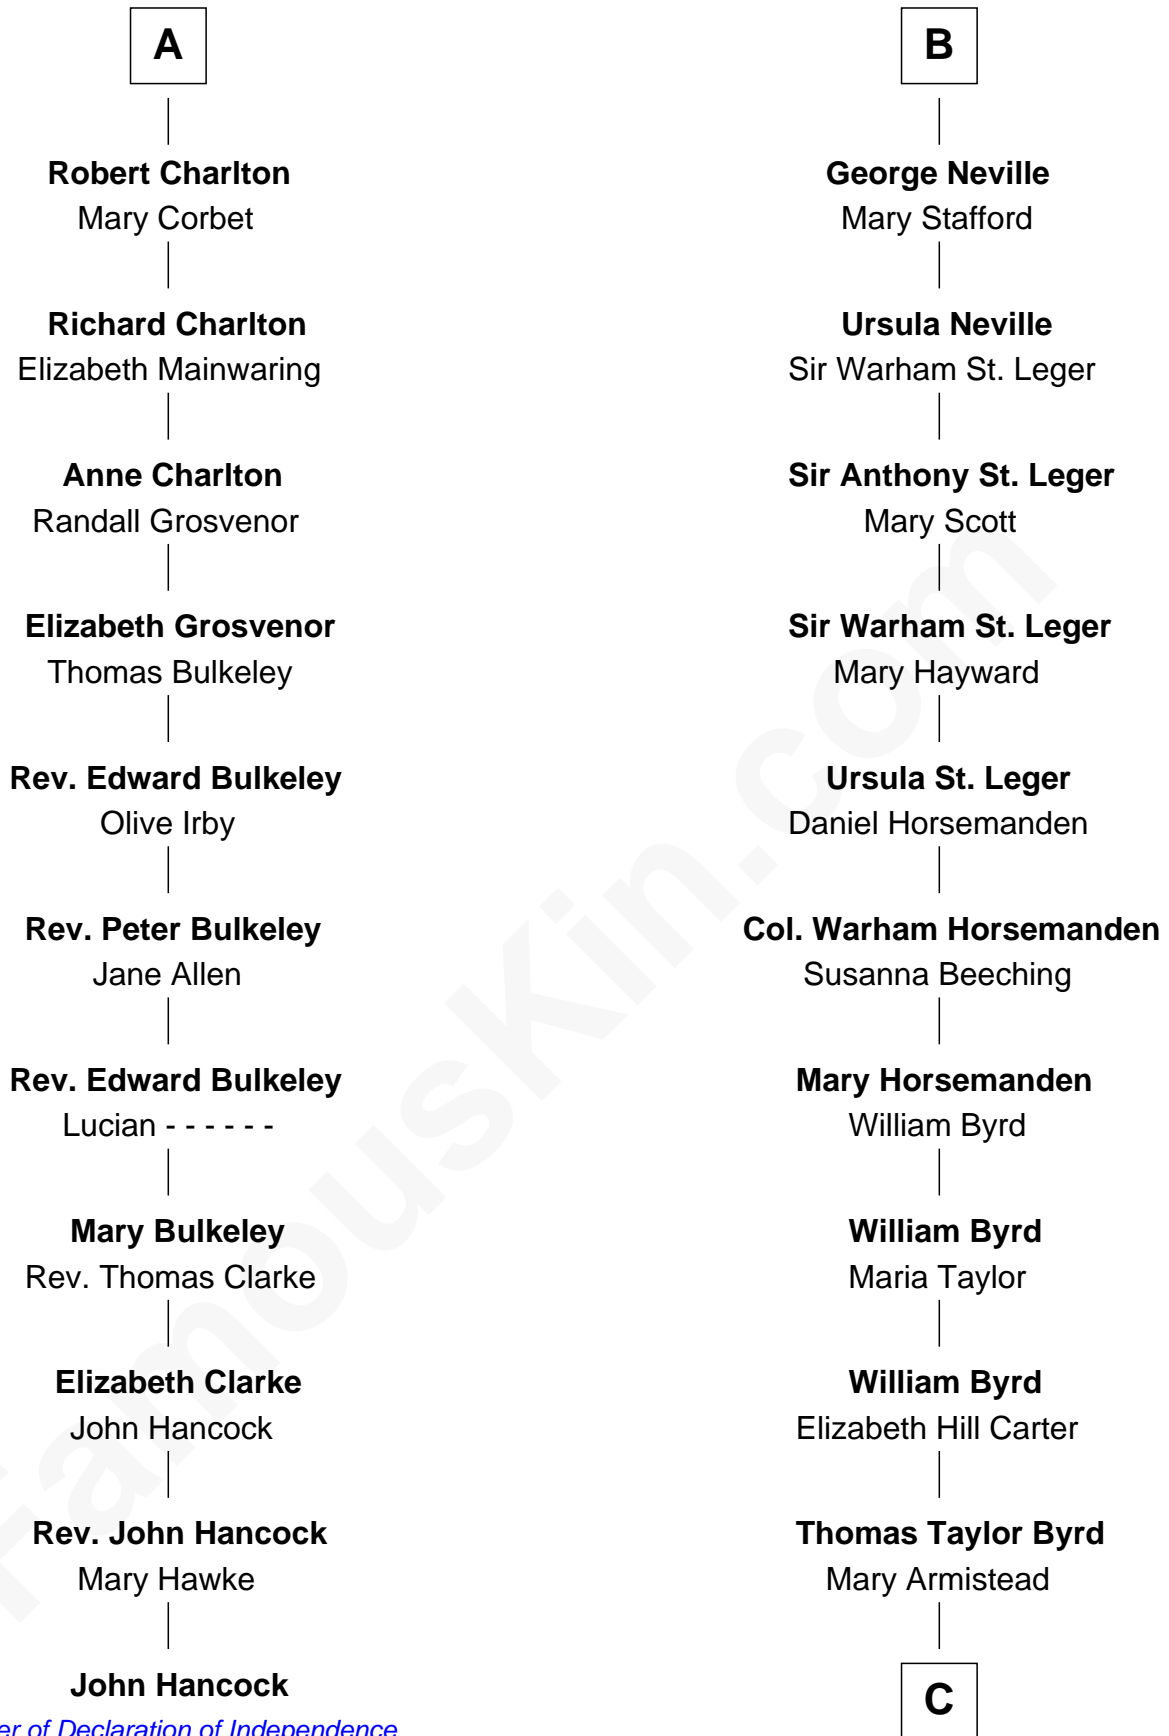 A
Robert Charlton
Mary Corbet
Richard Charlton
Elizabeth Mainwaring
Anne Charlton
Randall Grosvenor
Elizabeth Grosvenor
Thomas Bulkeley
Rev. Edward Bulkeley
Olive Irby
Rev. Peter Bulkeley
Jane Allen
Rev. Edward Bulkeley
Lucian - - - - - -
Mary Bulkeley
Rev. Thomas Clarke
Elizabeth Clarke
John Hancock
Rev. John Hancock
Mary Hawke
John Hancock
er of Declaration of Independence
B
George Neville
Mary Stafford
Ursula Neville
Sir Warham St. Leger
Sir Anthony St. Leger
Mary Scott
Sir Warham St. Leger
Mary Hayward
Ursula St. Leger
Daniel Horsemanden
Col. Warham Horsemanden
Susanna Beeching
Mary Horsemanden
William Byrd
William Byrd
Maria Taylor
William Byrd
Elizabeth Hill Carter
Thomas Taylor Byrd
Mary Armistead
C
FamousKin.com